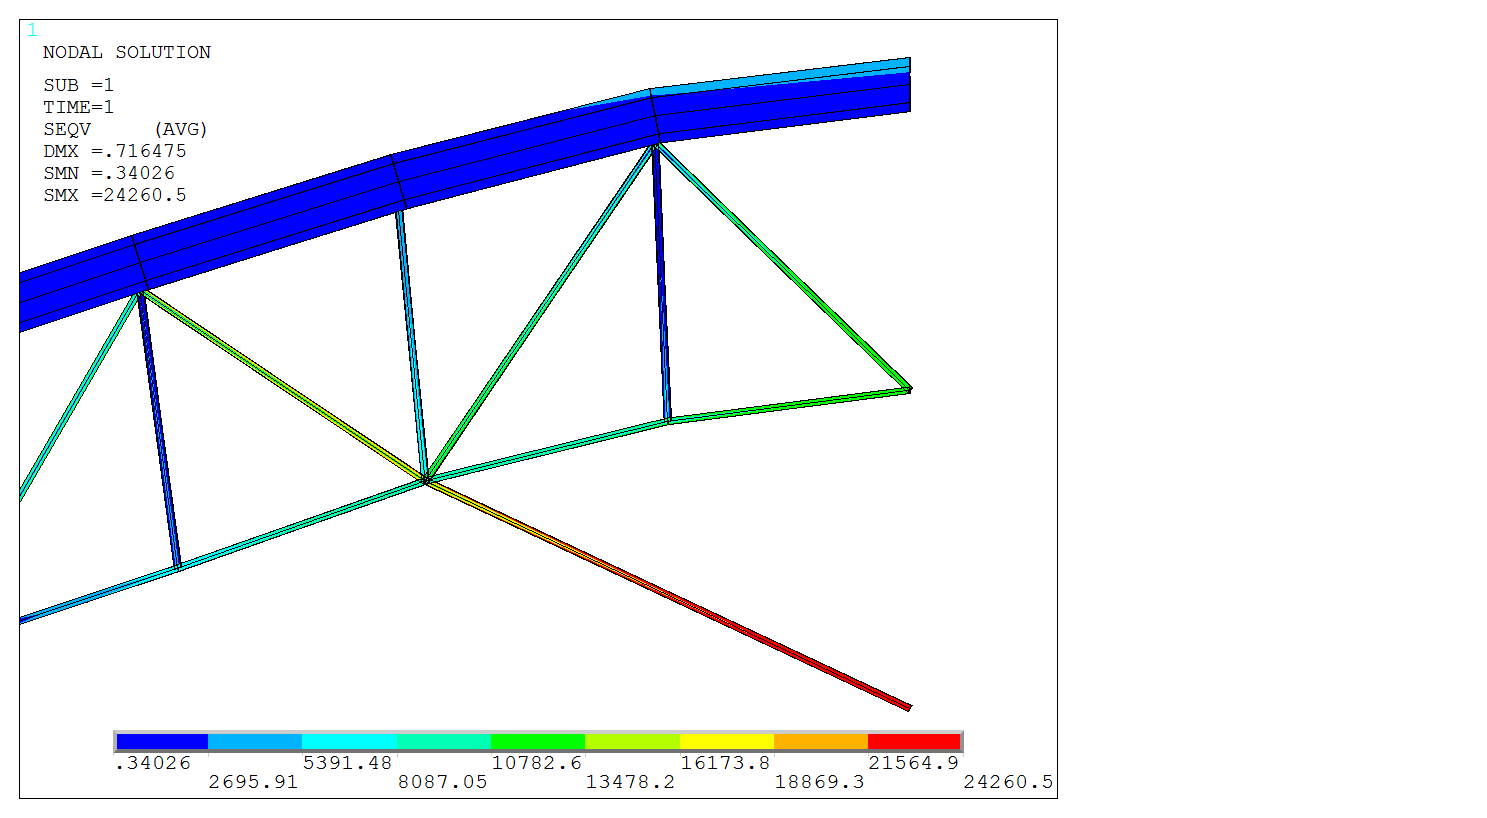 1
NODAL SOLUTION
SUB =1
TIME=1
SEQV (AVG)
DMX =.716475
SMN =.34026
SMX =24260.5
.34026 5391.48 10782.6 16173.8 21564.9
2695.91 8087.05 13478.2 18869.3 24260.5